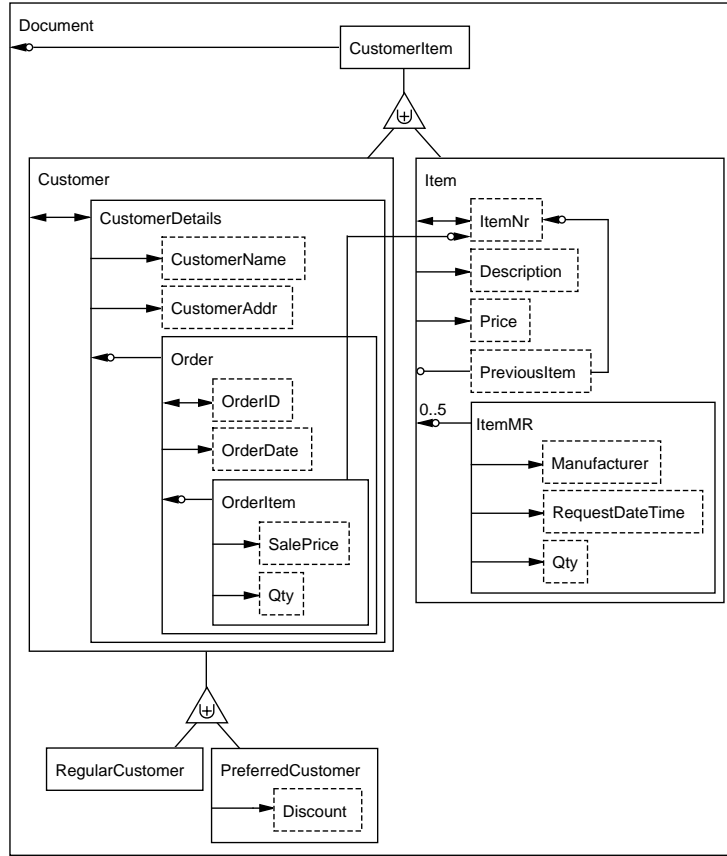 Document
CustomerItem
Customer
CustomerDetails
CustomerName
CustomerAddr
Order
OrderID
OrderDate
OrderItem
SalePrice
Qty
Item
ItemNr
Description
Price
PreviousItem
0..5
ItemMR
Manufacturer
RequestDateTime
Qty
RegularCustomer
PreferredCustomer
Discount